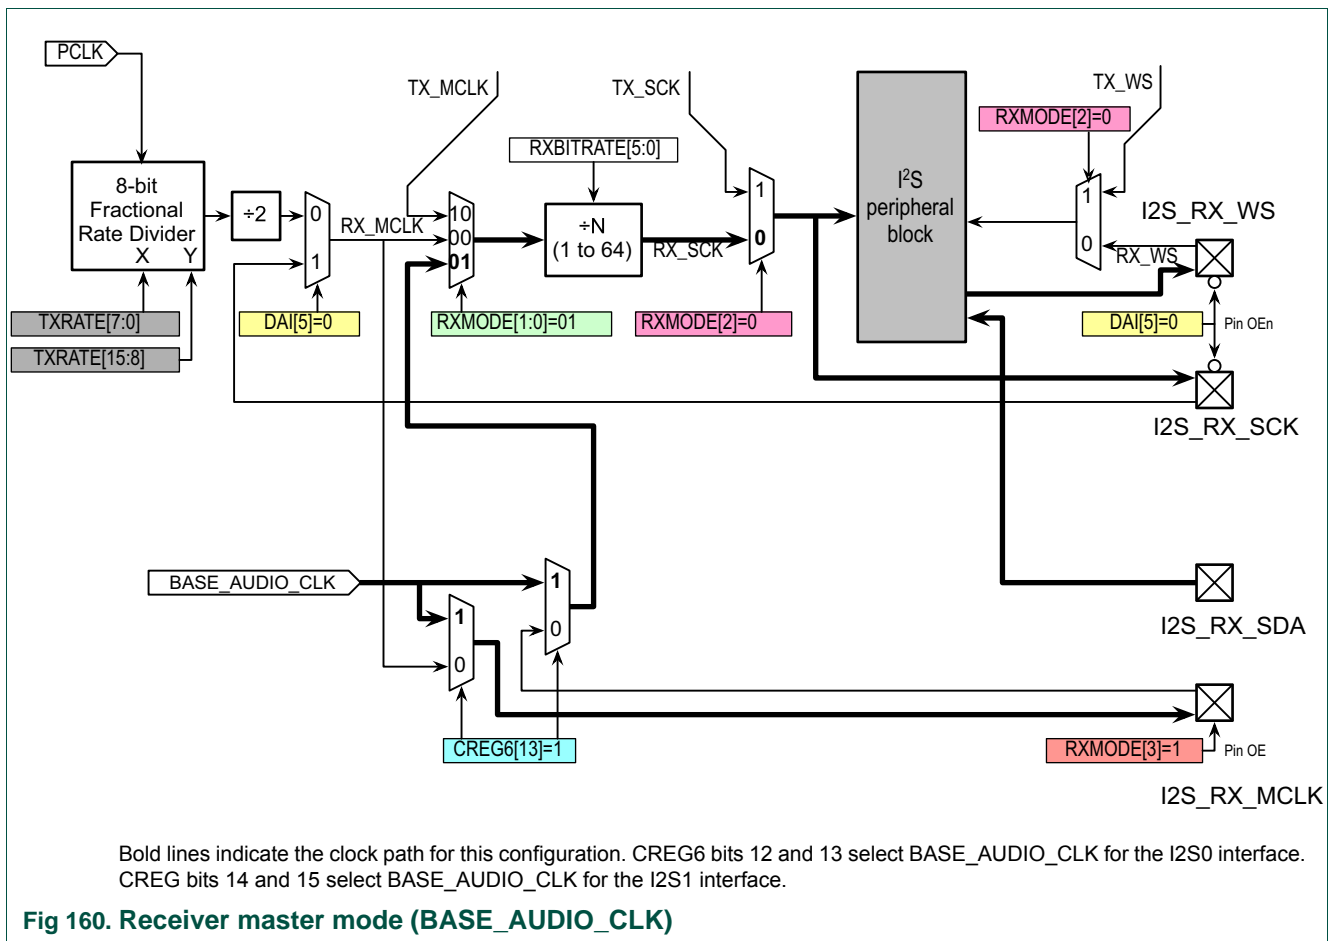 PCLK
TX_MCLK
TX_SCK
TX_WS
RXMODE[2]=0
RXBITRATE[5:0]
8-bit
Fractional
Rate Divider
X Y
÷2
0
1
RX_MCLK
10
00
01
÷N
(1 to 64)
RX_SCK
1
0
I2S
peripheral
block
1
0
I2S_RX_WS
RX_WS
TXRATE[7:0]
TXRATE[15:8]
DAI[5]=0
RXMODE[1:0]=01
RXMODE[2]=0
DAI[5]=0
Pin OEn
I2S_RX_SCK
BASE_AUDIO_CLK
1
0
1
0
I2S_RX_SDA
CREG6[13]=1
RXMODE[3]=1
Pin OE
I2S_RX_MCLK
Bold lines indicate the clock path for this configuration. CREG6 bits 12 and 13 select BASE_AUDIO_CLK for the I2S0 interface.
CREG bits 14 and 15 select BASE_AUDIO_CLK for the I2S1 interface.
Fig 160. Receiver master mode (BASE_AUDIO_CLK)